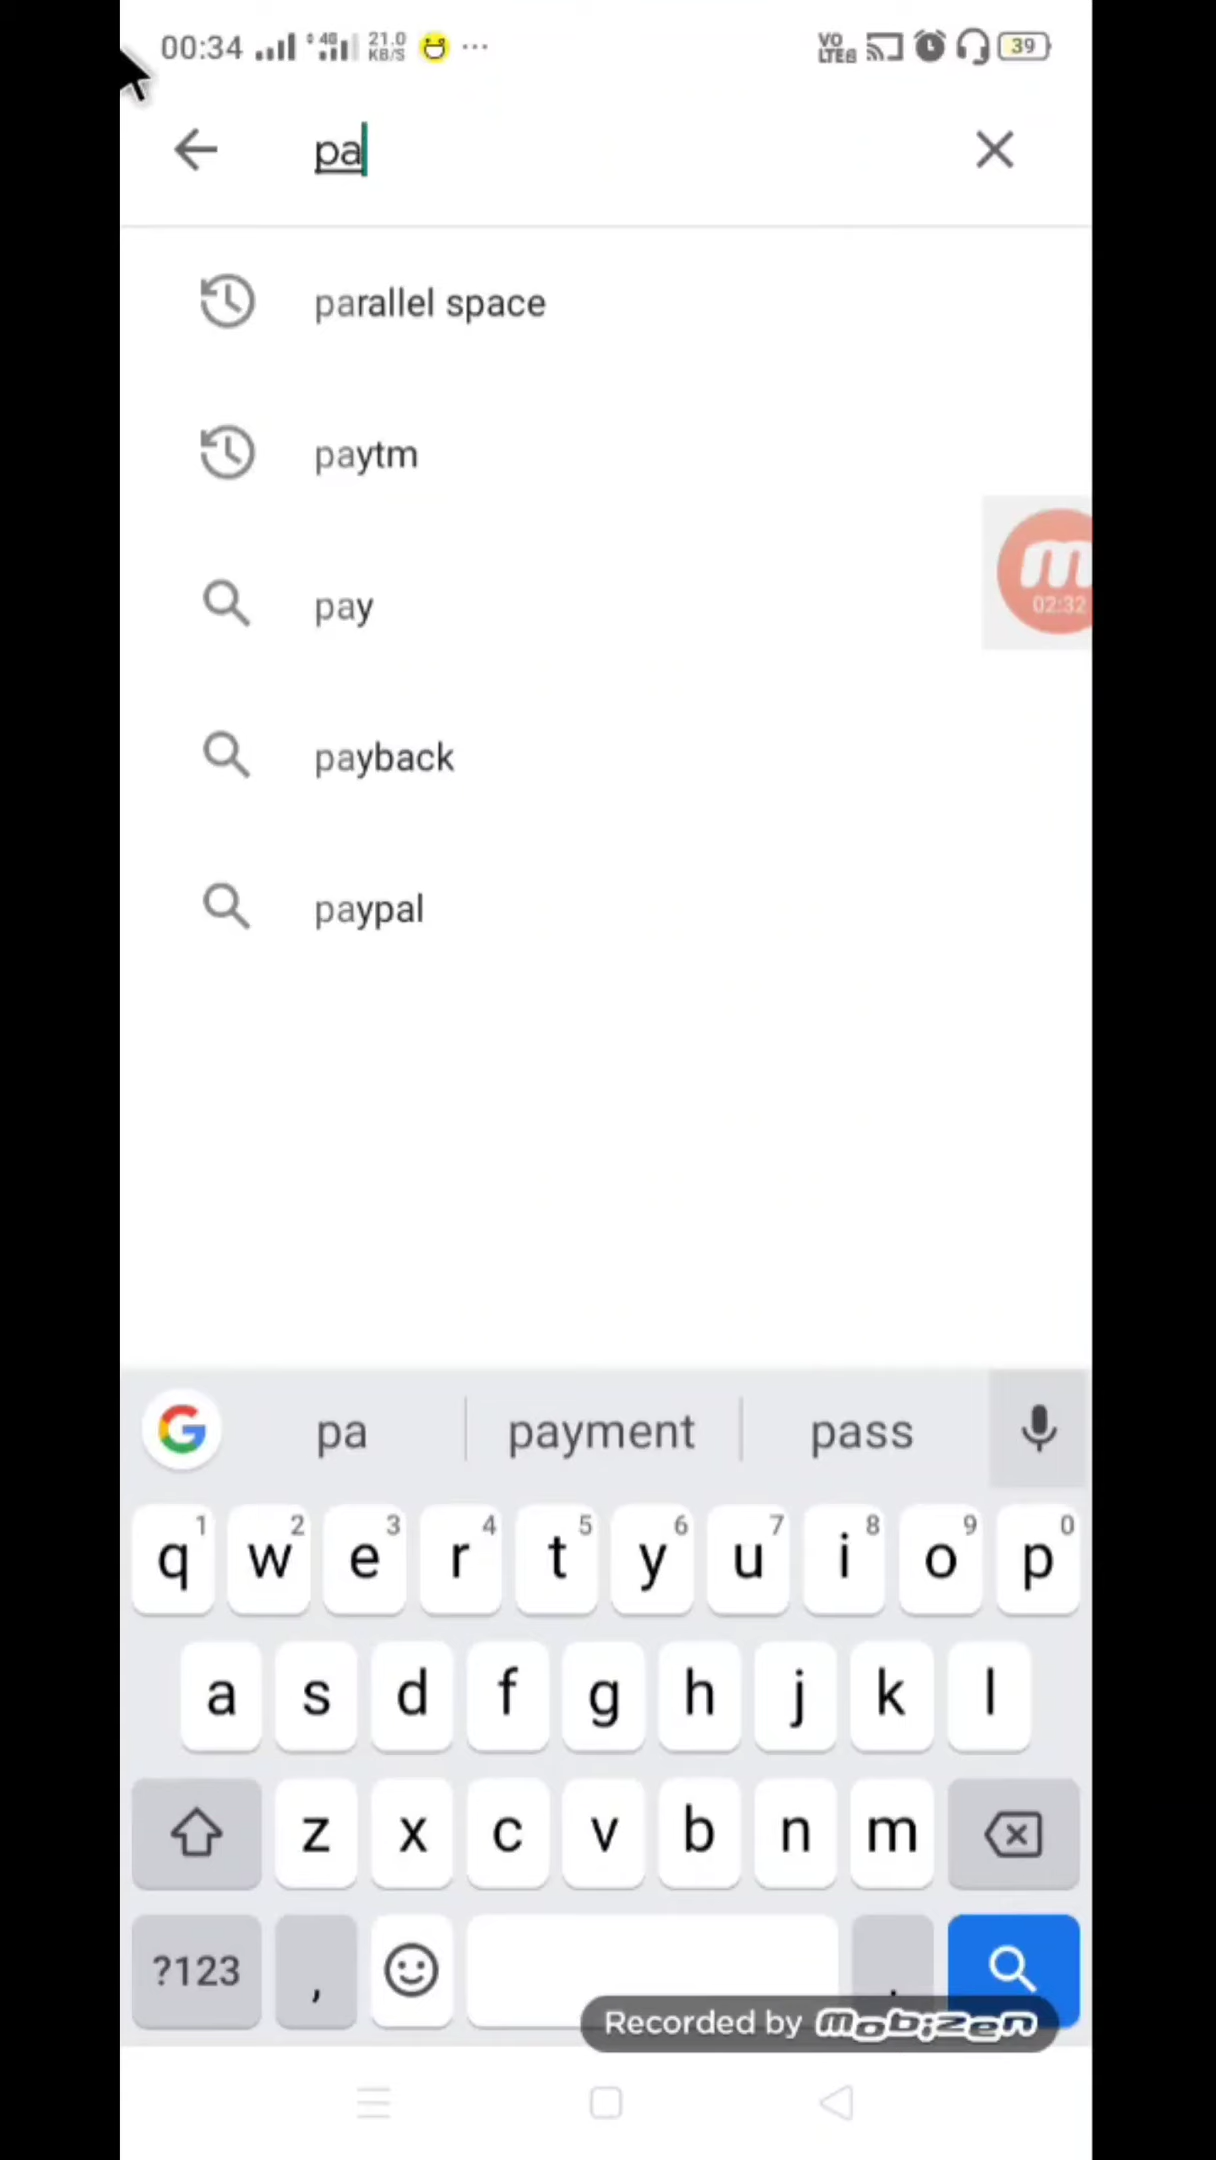 00:34 4G 21.0 KB/S ... VO LTE 39
pa
parallel space
paytm
m
02:32
pay
payback
paypal
G pa payment pass
1 2 3 4 5 6 7 8 9 0
q w e r t y u i o p
a s d f g h j k l
z x c v b n m
?123 , .
Recorded by mobizen